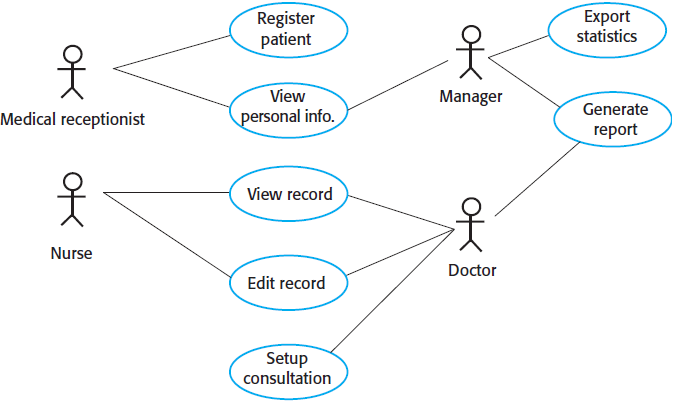 Register
patient
Export
statistics
View
personal info.
Manager
Medical receptionist
Generate
report
View record
Nurse
Doctor
Edit record
Setup
consultation